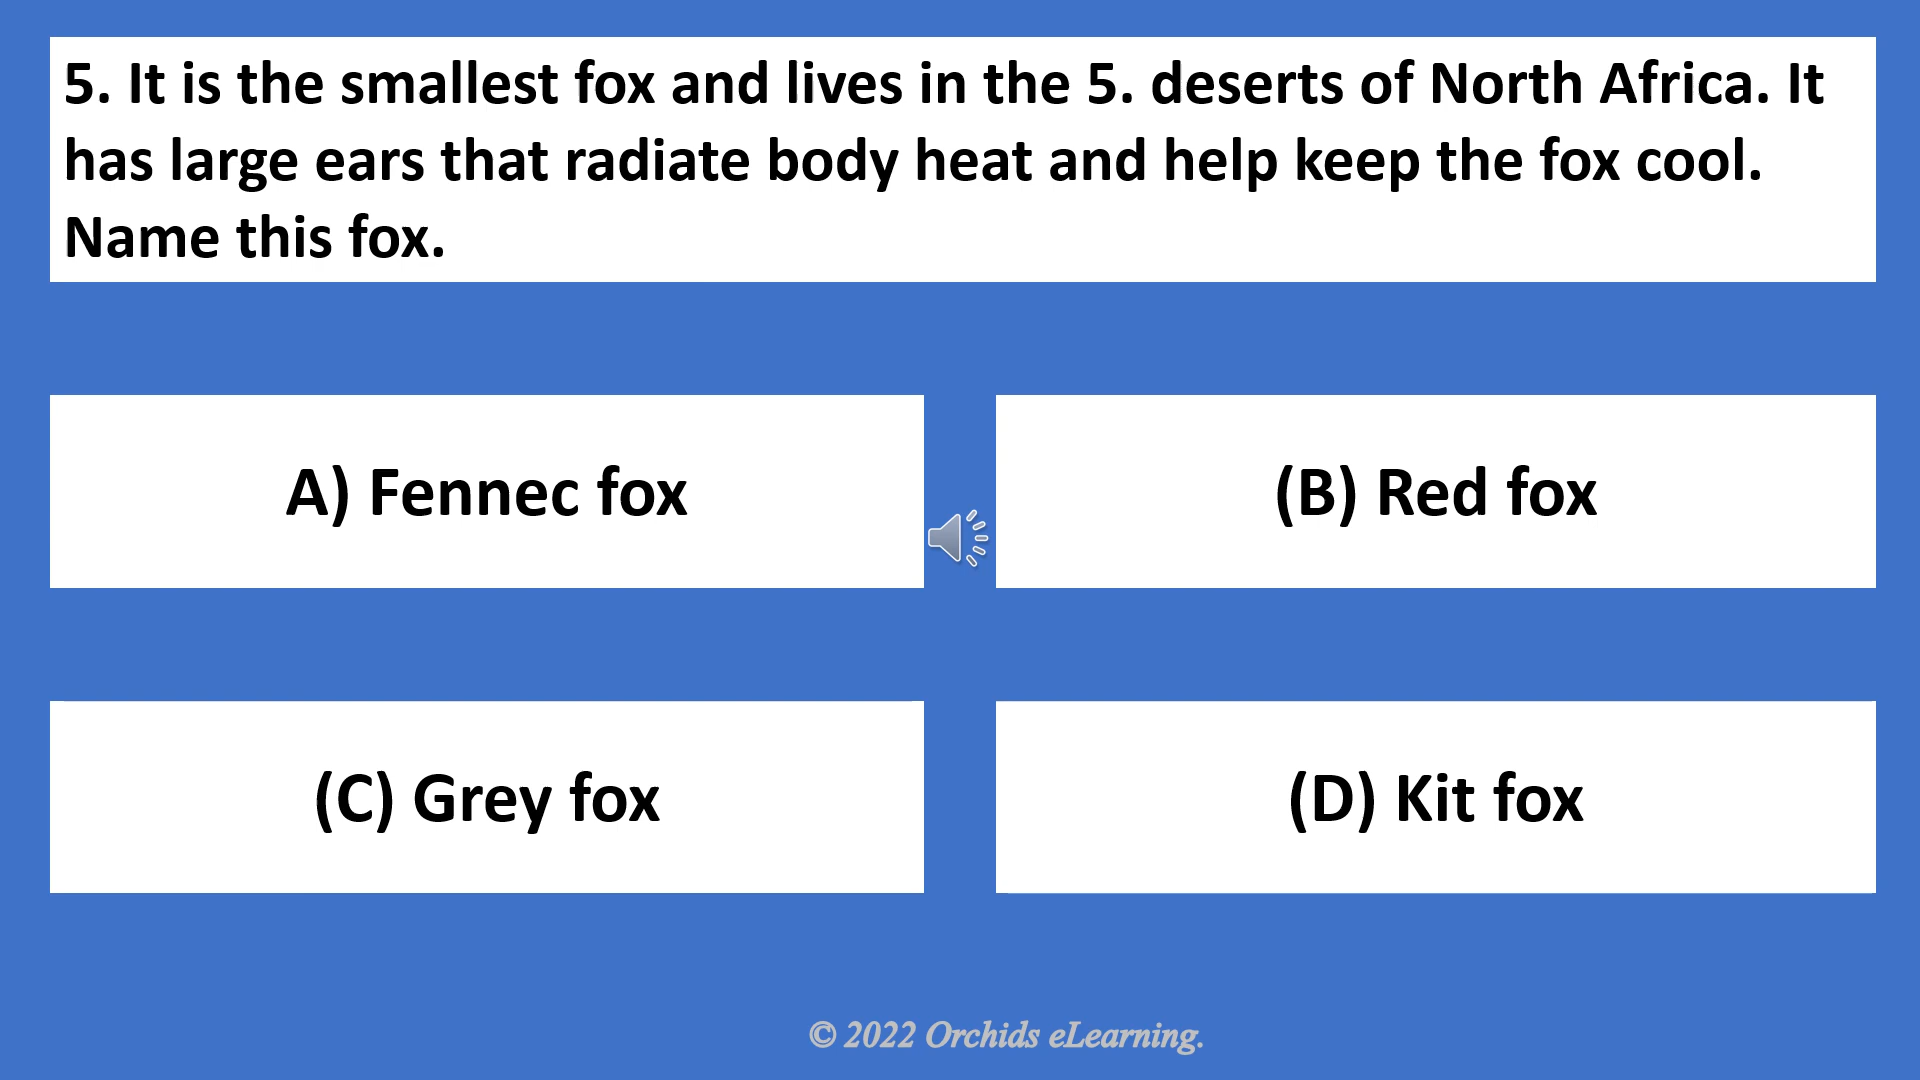 5. It is the smallest fox and lives in the 5. deserts of North Africa. It
has large ears that radiate body heat and help keep the fox cool.
Name this fox.
A) Fennec fox
(B) Red fox
(C) Grey fox
(D) Kit fox
© 2022 Orchids eLearning.